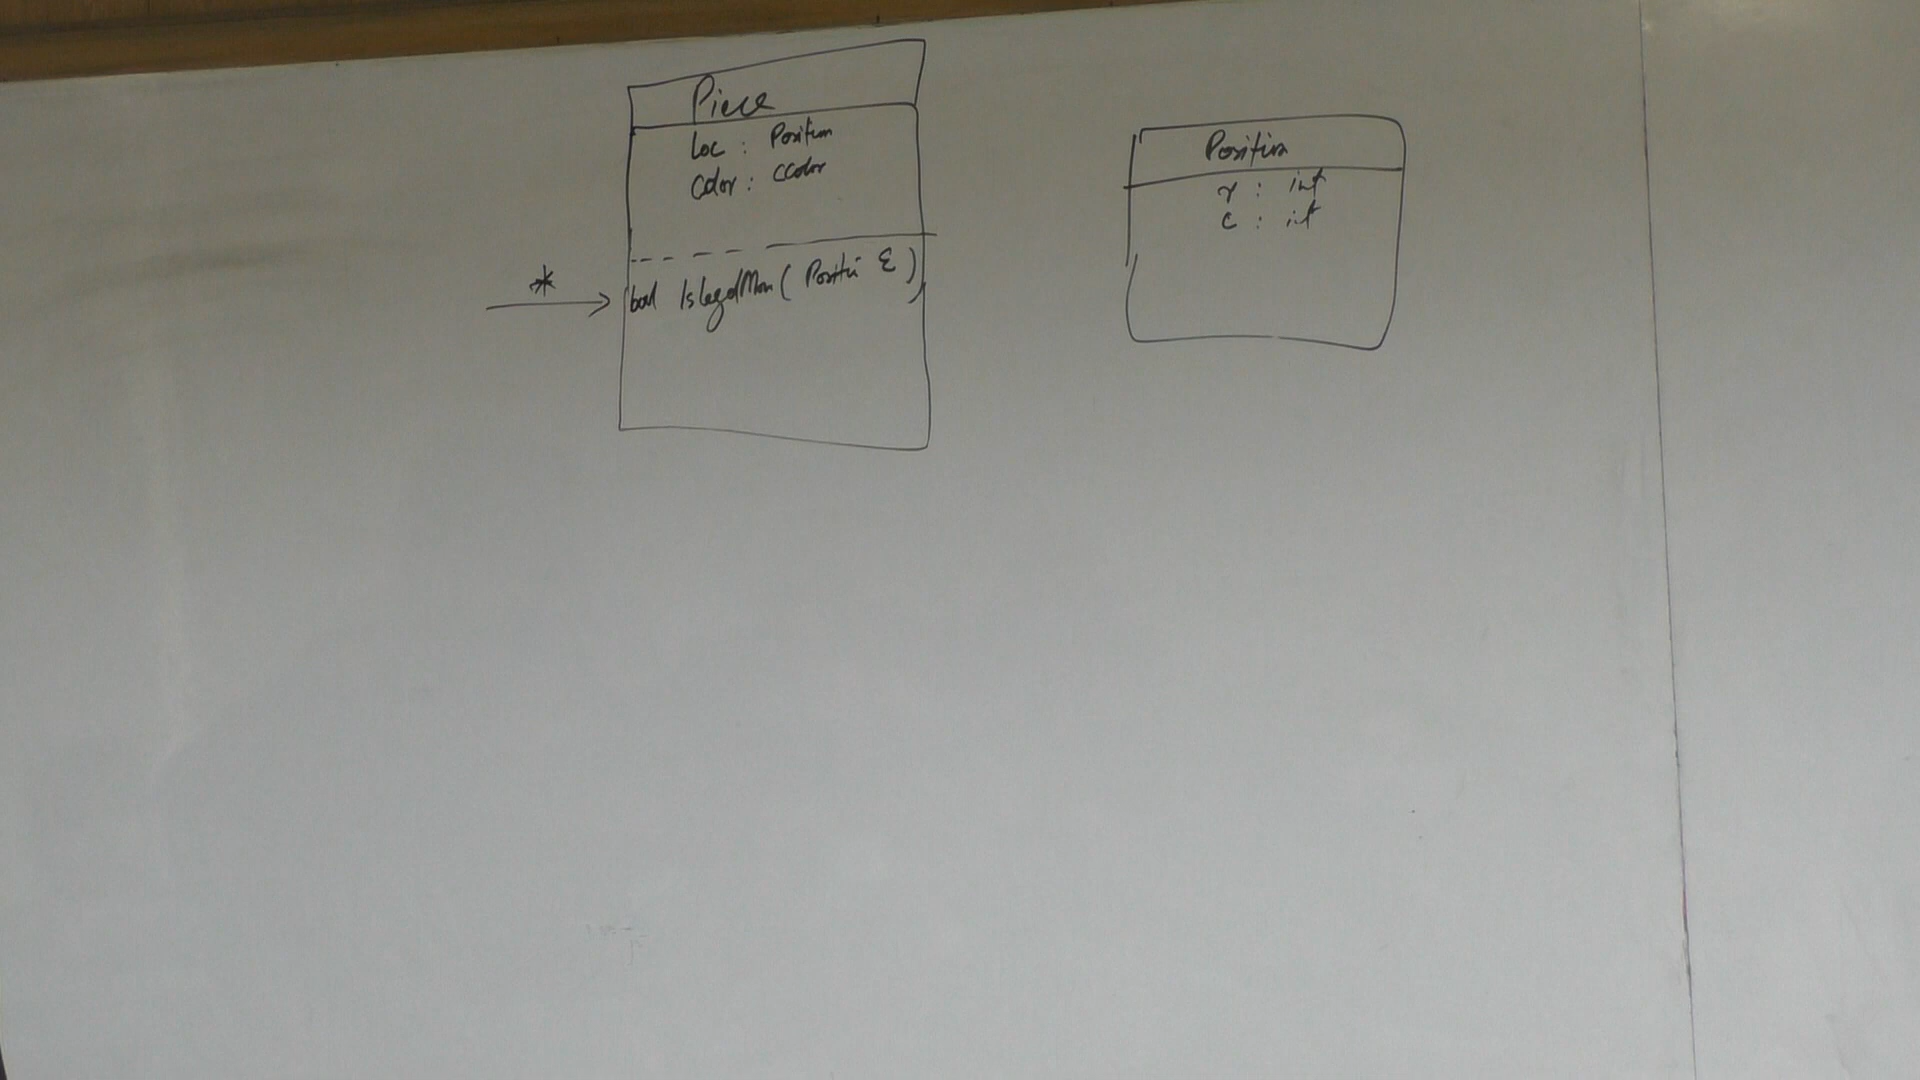 Piece
Loc : Position
Color : CColor
*
bool IsLegalMove ( Position E )
Position
r : int
c : int